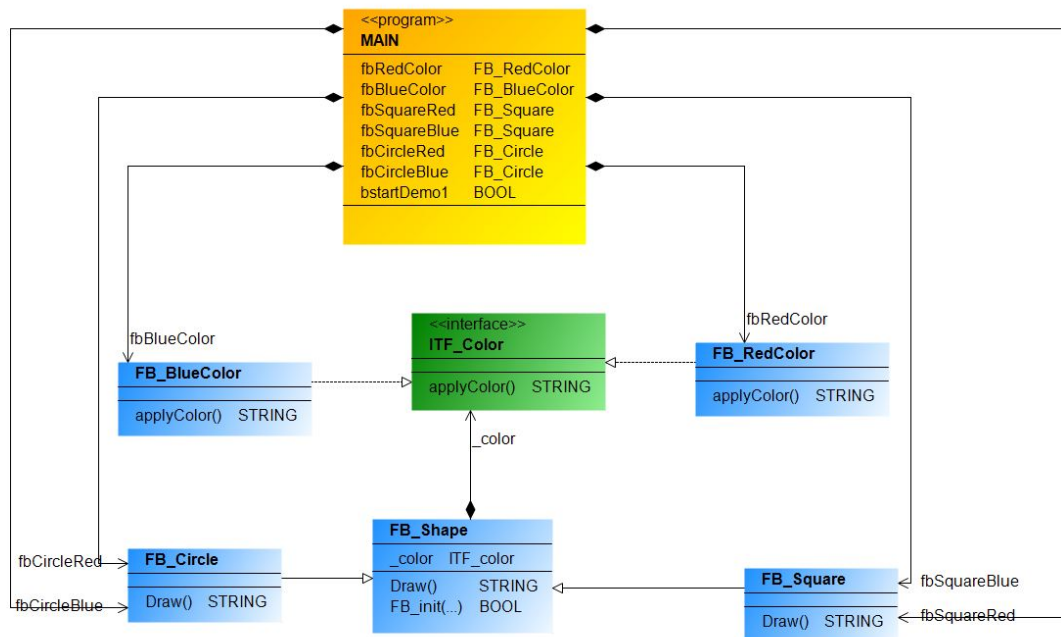 <<program>>
MAIN
fbRedColor FB_RedColor
fbBlueColor FB_BlueColor
fbSquareRed FB_Square
fbSquareBlue FB_Square
fbCircleRed FB_Circle
fbCircleBlue FB_Circle
bstartDemo1 BOOL
fbBlueColor
fbRedColor
<<interface>>
ITF_Color
applyColor() STRING
FB_BlueColor
applyColor() STRING
FB_RedColor
applyColor() STRING
_color
FB_Shape
_color ITF_color
Draw() STRING
FB_init(...) BOOL
fbCircleRed
fbCircleBlue
FB_Circle
Draw() STRING
FB_Square
Draw() STRING
fbSquareBlue
fbSquareRed